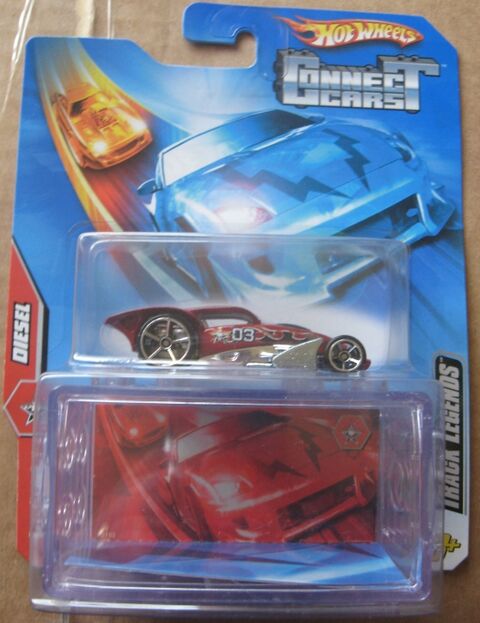 HOT WHEELS
CONNECT
CARS
DIESEL
03
TRACK LEGENDS